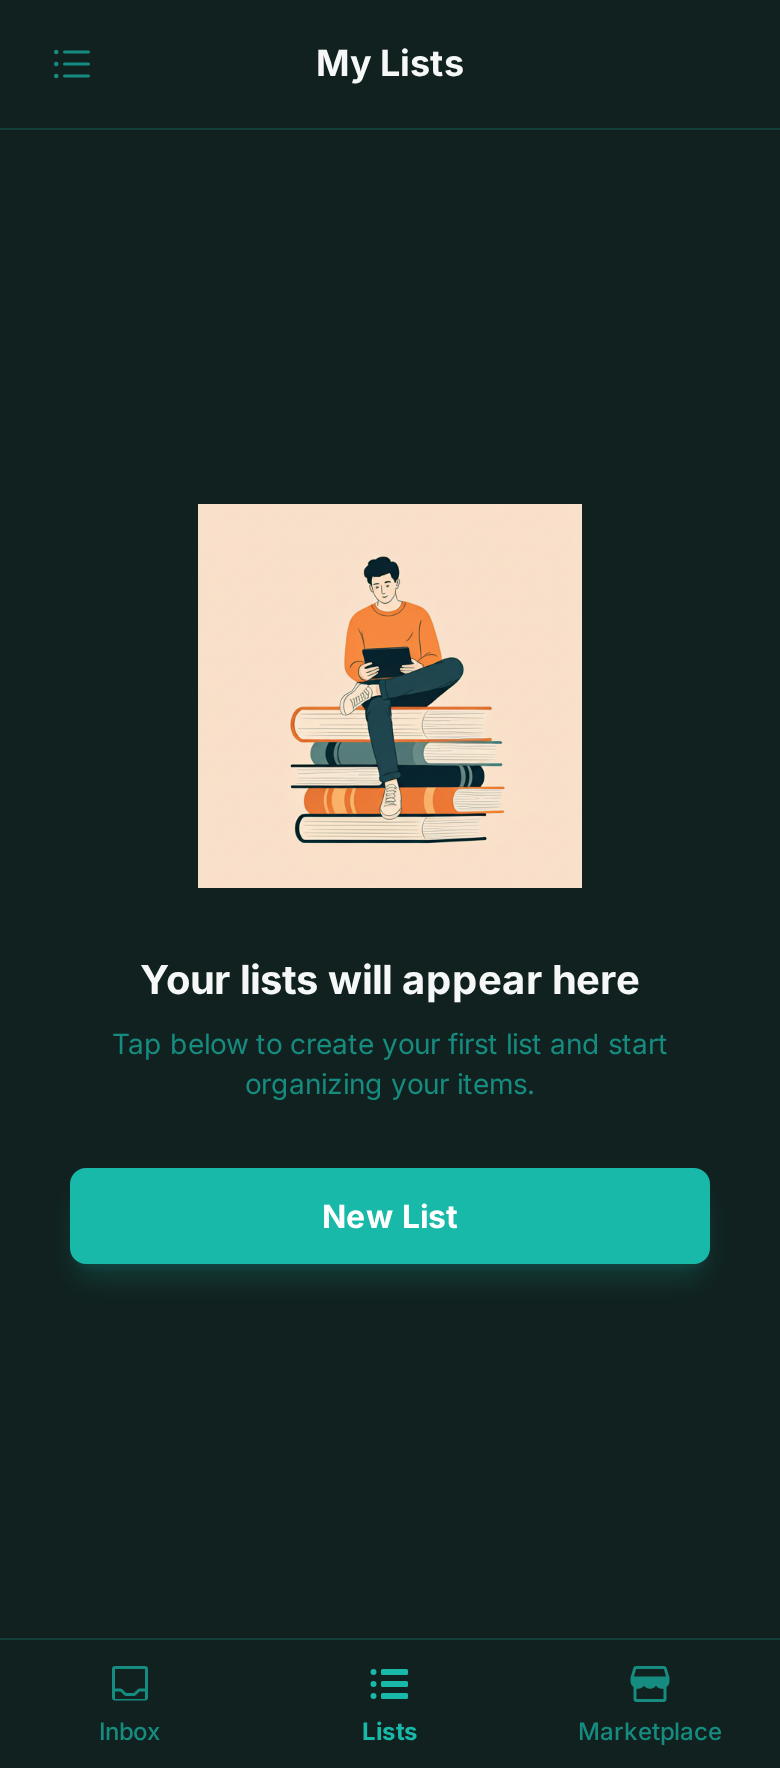 My Lists
Your lists will appear here
Tap below to create your first list and start
organizing your items.
New List
Inbox
Lists
Marketplace